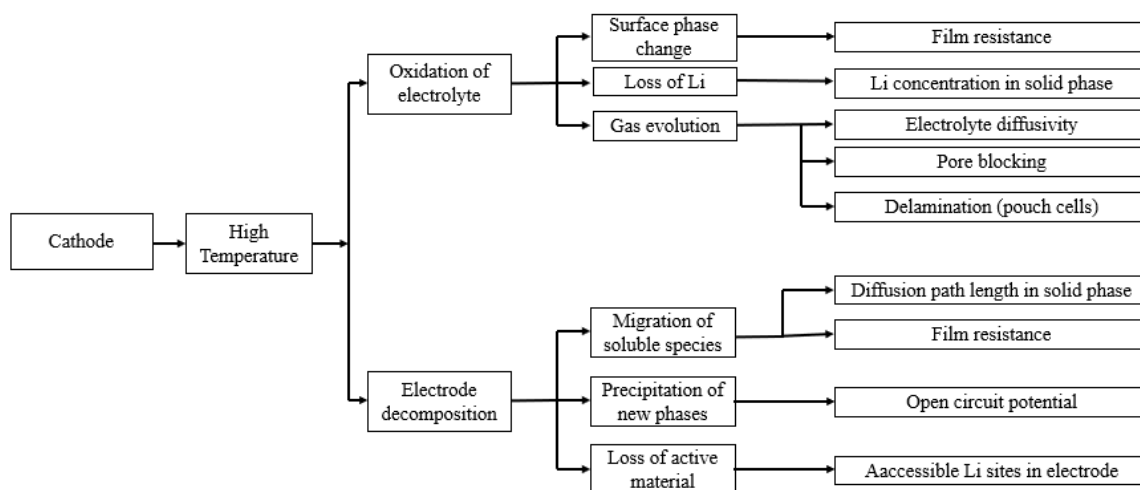 Cathode
High
Temperature
Oxidation of
electrolyte
Surface phase
change
Film resistance
Loss of Li
Li concentration in solid phase
Gas evolution
Electrolyte diffusivity
Pore blocking
Delamination (pouch cells)
Electrode
decomposition
Migration of
soluble species
Diffusion path length in solid phase
Film resistance
Precipitation of
new phases
Open circuit potential
Loss of active
material
Aaccessible Li sites in electrode